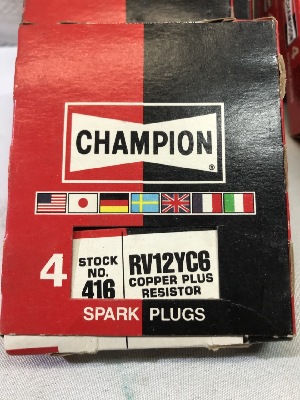 CHAMPION
®
4
STOCK NO. 416
RV12YC6
COPPER PLUS
RESISTOR
SPARK PLUGS